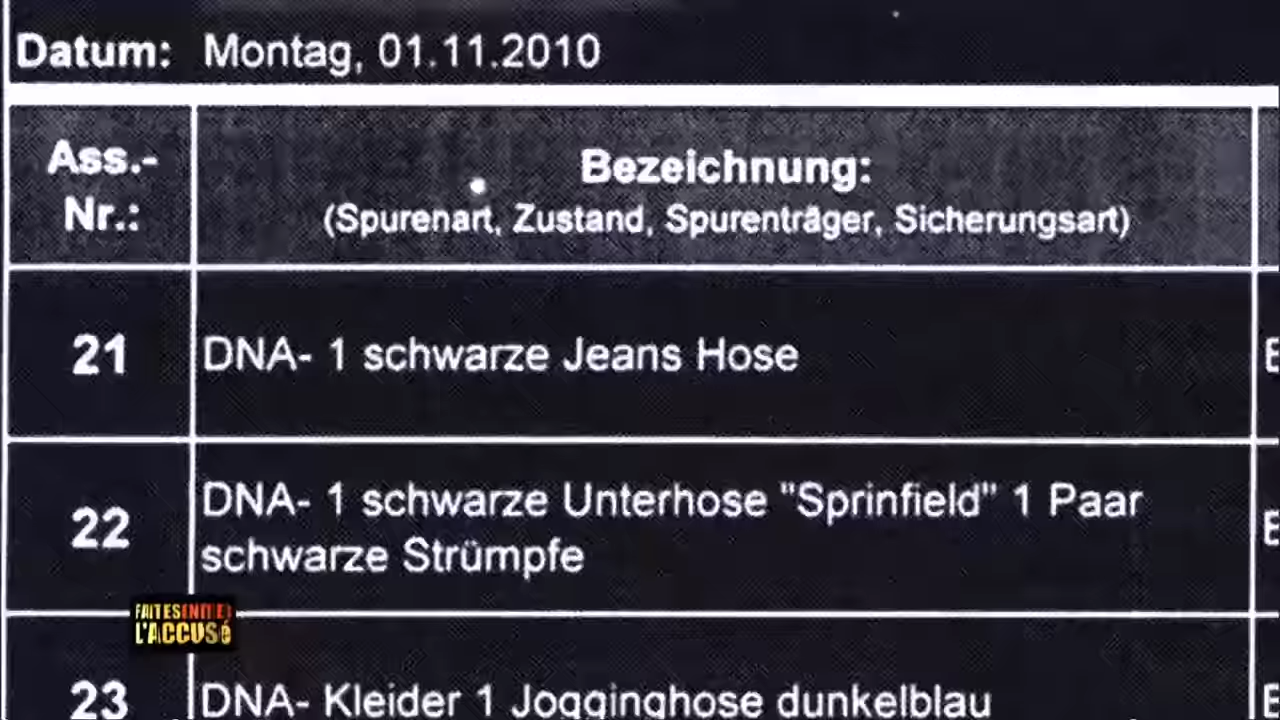 Datum: Montag, 01.11.2010
Ass.-
Nr.:
Bezeichnung:
(Spurenart, Zustand, Spurenträger, Sicherungsart)
21
DNA- 1 schwarze Jeans Hose
22
DNA- 1 schwarze Unterhose "Sprinfield" 1 Paar
schwarze Strümpfe
23
DNA- Kleider 1 Jogginghose dunkelblau
FAITES ENTRER
L'ACCUSé